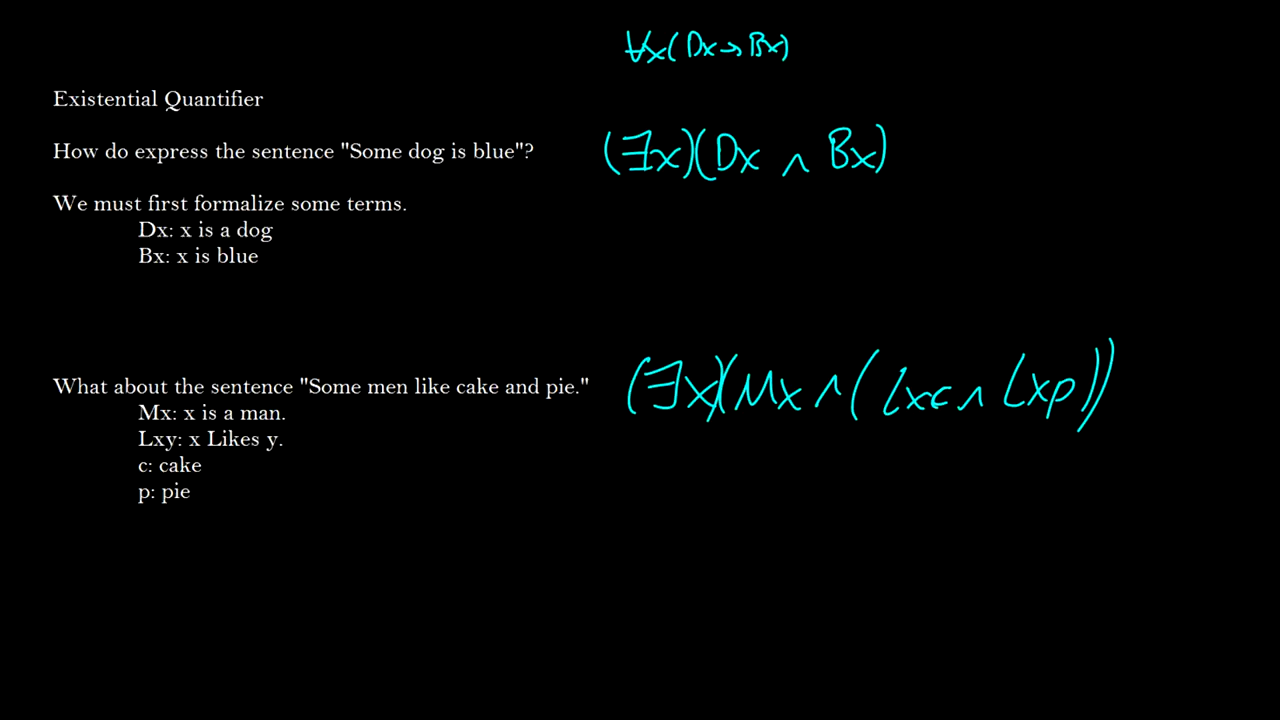 ∀x(Dx→Bx)
Existential Quantifier
How do express the sentence "Some dog is blue"? (∃x)(Dx ∧ Bx)
We must first formalize some terms.
Dx: x is a dog
Bx: x is blue
What about the sentence "Some men like cake and pie." (∃x)(Mx ∧ (Lxc ∧ Lxp))
Mx: x is a man.
Lxy: x Likes y.
c: cake
p: pie